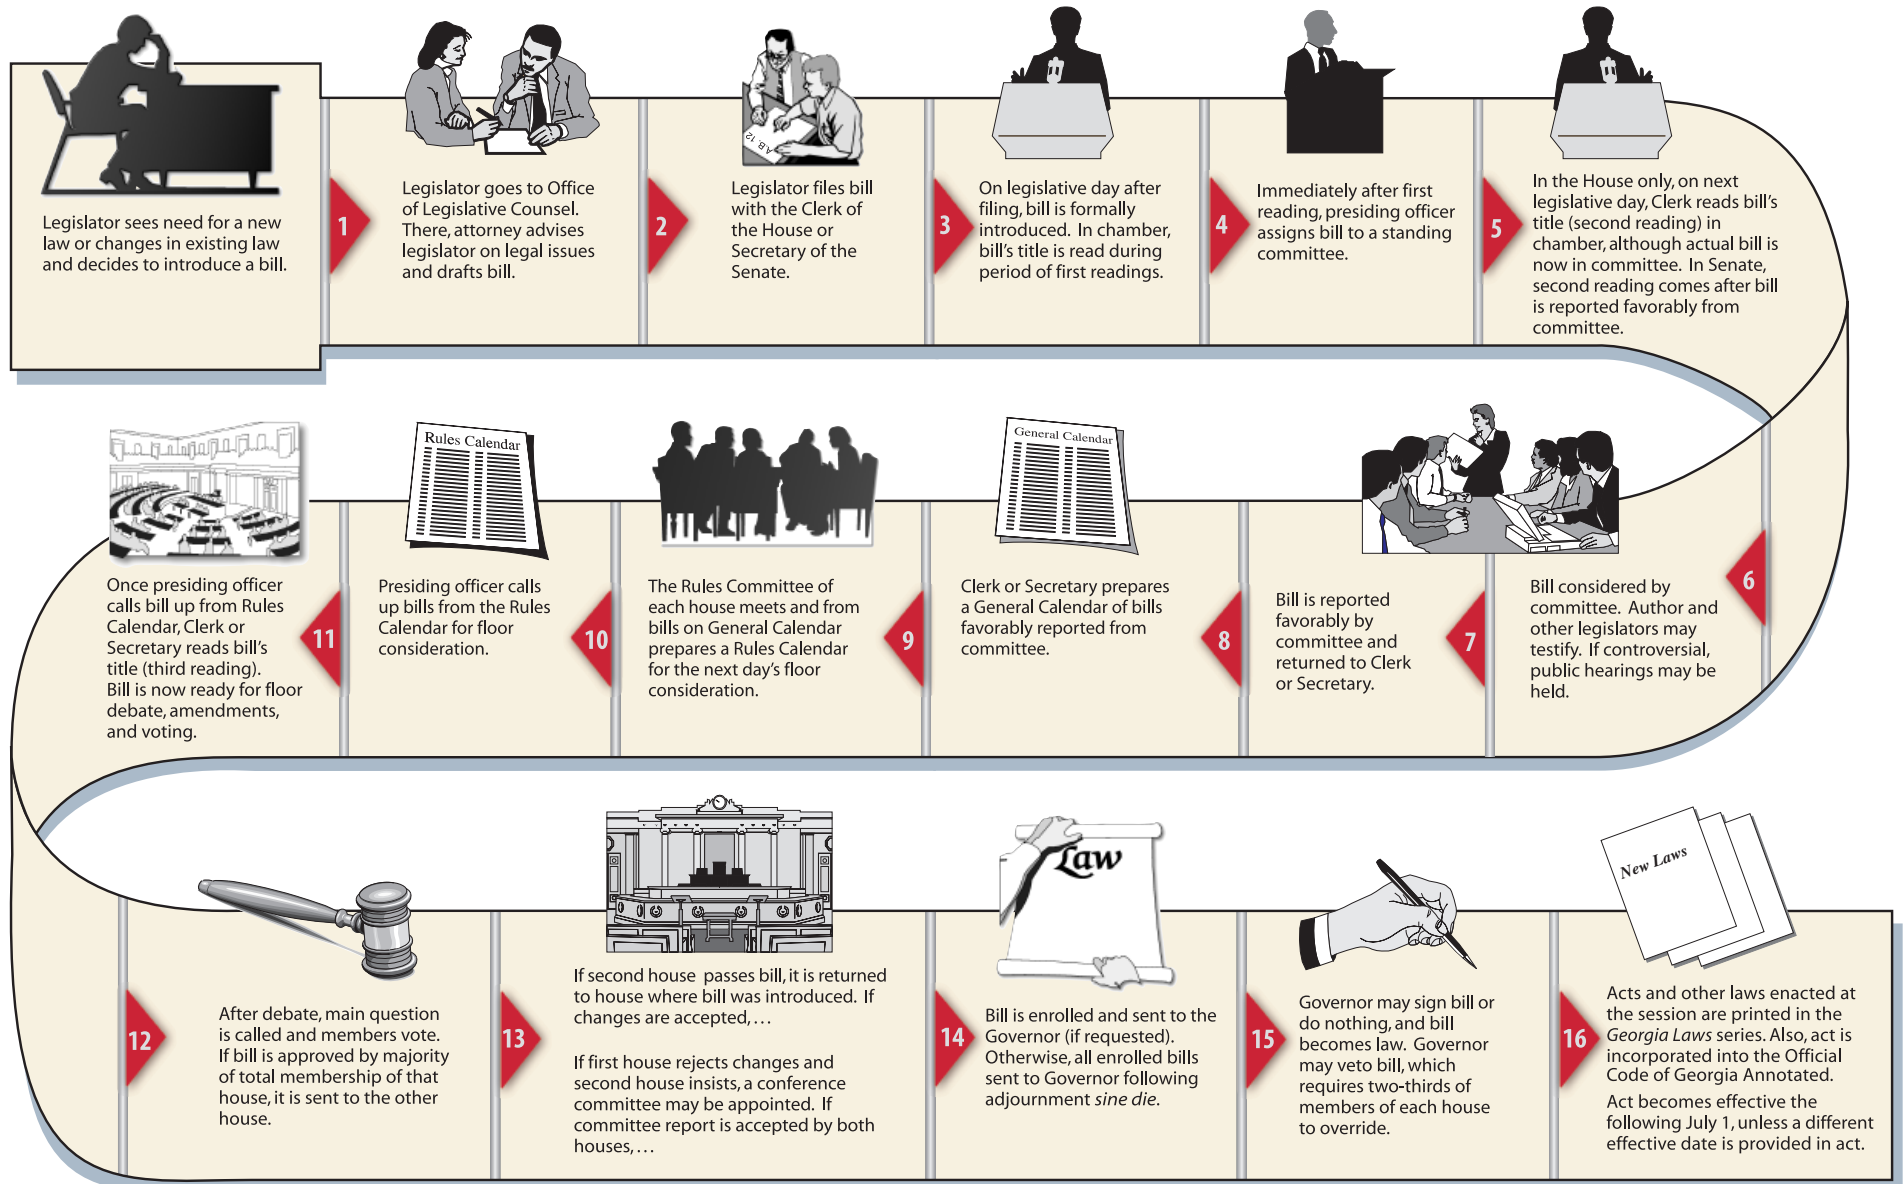 Legislator sees need for a new
law or changes in existing law
and decides to introduce a bill.
1
Legislator goes to Office
of Legislative Counsel.
There, attorney advises
legislator on legal issues
and drafts bill.
2
A.B. 12
Legislator files bill
with the Clerk of
the House or
Secretary of the
Senate.
3
On legislative day after
filing, bill is formally
introduced. In chamber,
bill's title is read during
period of first readings.
4
Immediately after first
reading, presiding officer
assigns bill to a standing
committee.
5
In the House only, on next
legislative day, Clerk reads bill's
title (second reading) in
chamber, although actual bill is
now in committee. In Senate,
second reading comes after bill
is reported favorably from
committee.
6
Bill considered by
committee. Author and
other legislators may
testify. If controversial,
public hearings may be
held.
7
Bill is reported
favorably by
committee and
returned to Clerk
or Secretary.
8
General Calendar
Clerk or Secretary prepares
a General Calendar of bills
favorably reported from
committee.
9
The Rules Committee of
each house meets and from
bills on General Calendar
prepares a Rules Calendar
for the next day's floor
consideration.
10
Rules Calendar
Presiding officer calls
up bills from the Rules
Calendar for floor
consideration.
11
Once presiding officer
calls bill up from Rules
Calendar, Clerk or
Secretary reads bill's
title (third reading).
Bill is now ready for floor
debate, amendments,
and voting.
12
After debate, main question
is called and members vote.
If bill is approved by majority
of total membership of that
house, it is sent to the other
house.
13
If second house passes bill, it is returned
to house where bill was introduced. If
changes are accepted, ...
If first house rejects changes and
second house insists, a conference
committee may be appointed. If
committee report is accepted by both
houses, ...
14
Law
Bill is enrolled and sent to the
Governor (if requested).
Otherwise, all enrolled bills
sent to Governor following
adjournment sine die.
15
Governor may sign bill or
do nothing, and bill
becomes law. Governor
may veto bill, which
requires two-thirds of
members of each house
to override.
16
New Laws
Acts and other laws enacted at
the session are printed in the
Georgia Laws series. Also, act is
incorporated into the Official
Code of Georgia Annotated.
Act becomes effective the
following July 1, unless a different
effective date is provided in act.